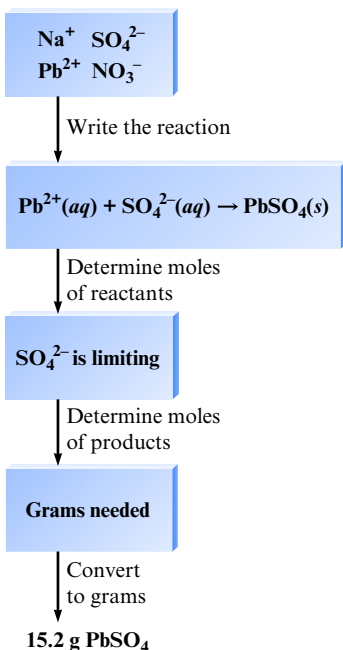 Na⁺ SO₄²⁻
Pb²⁺ NO₃⁻
Write the reaction
Pb²⁺(aq) + SO₄²⁻(aq) → PbSO₄(s)
Determine moles
of reactants
SO₄²⁻ is limiting
Determine moles
of products
Grams needed
Convert
to grams
15.2 g PbSO₄